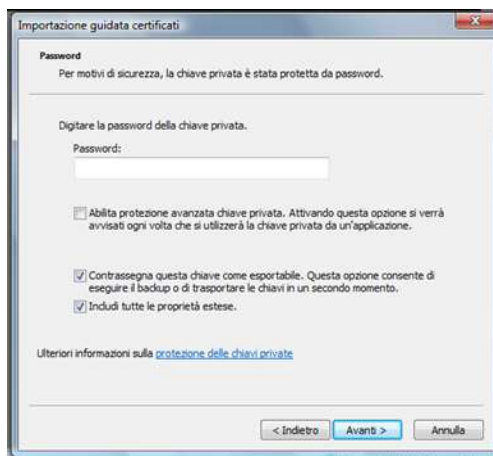 Importazione guidata certificati
Password
Per motivi di sicurezza, la chiave privata è stata protetta da password.
Digitare la password della chiave privata.
Password:
Abilita protezione avanzata chiave privata. Attivando questa opzione si verrà
avvisati ogni volta che si utilizzerà la chiave privata da un'applicazione.
Contrassegna questa chiave come esportabile. Questa opzione consente di
eseguire il backup o di trasportare le chiavi in un secondo momento.
Includi tutte le proprietà estese.
Ulteriori informazioni sulla protezione delle chiavi private
< Indietro Avanti > Annulla